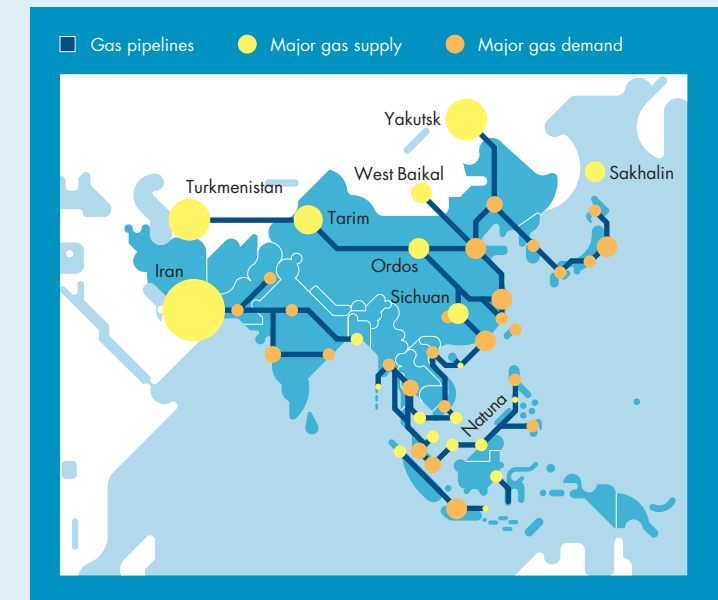 Gas pipelines
Major gas supply
Major gas demand
Yakutsk
West Baikal
Sakhalin
Turkmenistan
Tarim
Ordos
Iran
Sichuan
Natuna